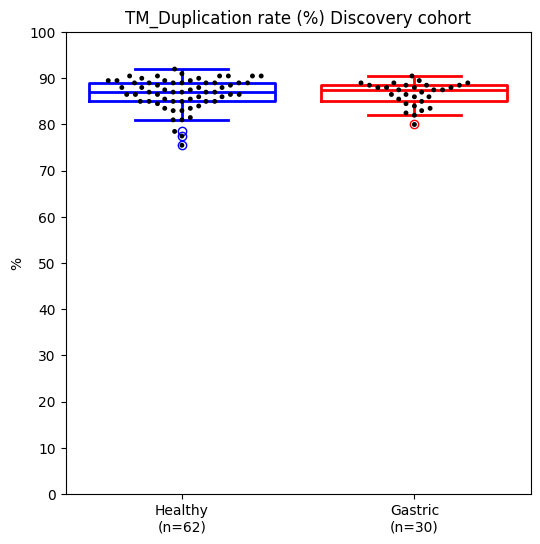 TM_Duplication rate (%) Discovery cohort
100
90
80
70
60
50
40
30
20
10
0
%
Healthy
(n=62)
Gastric
(n=30)